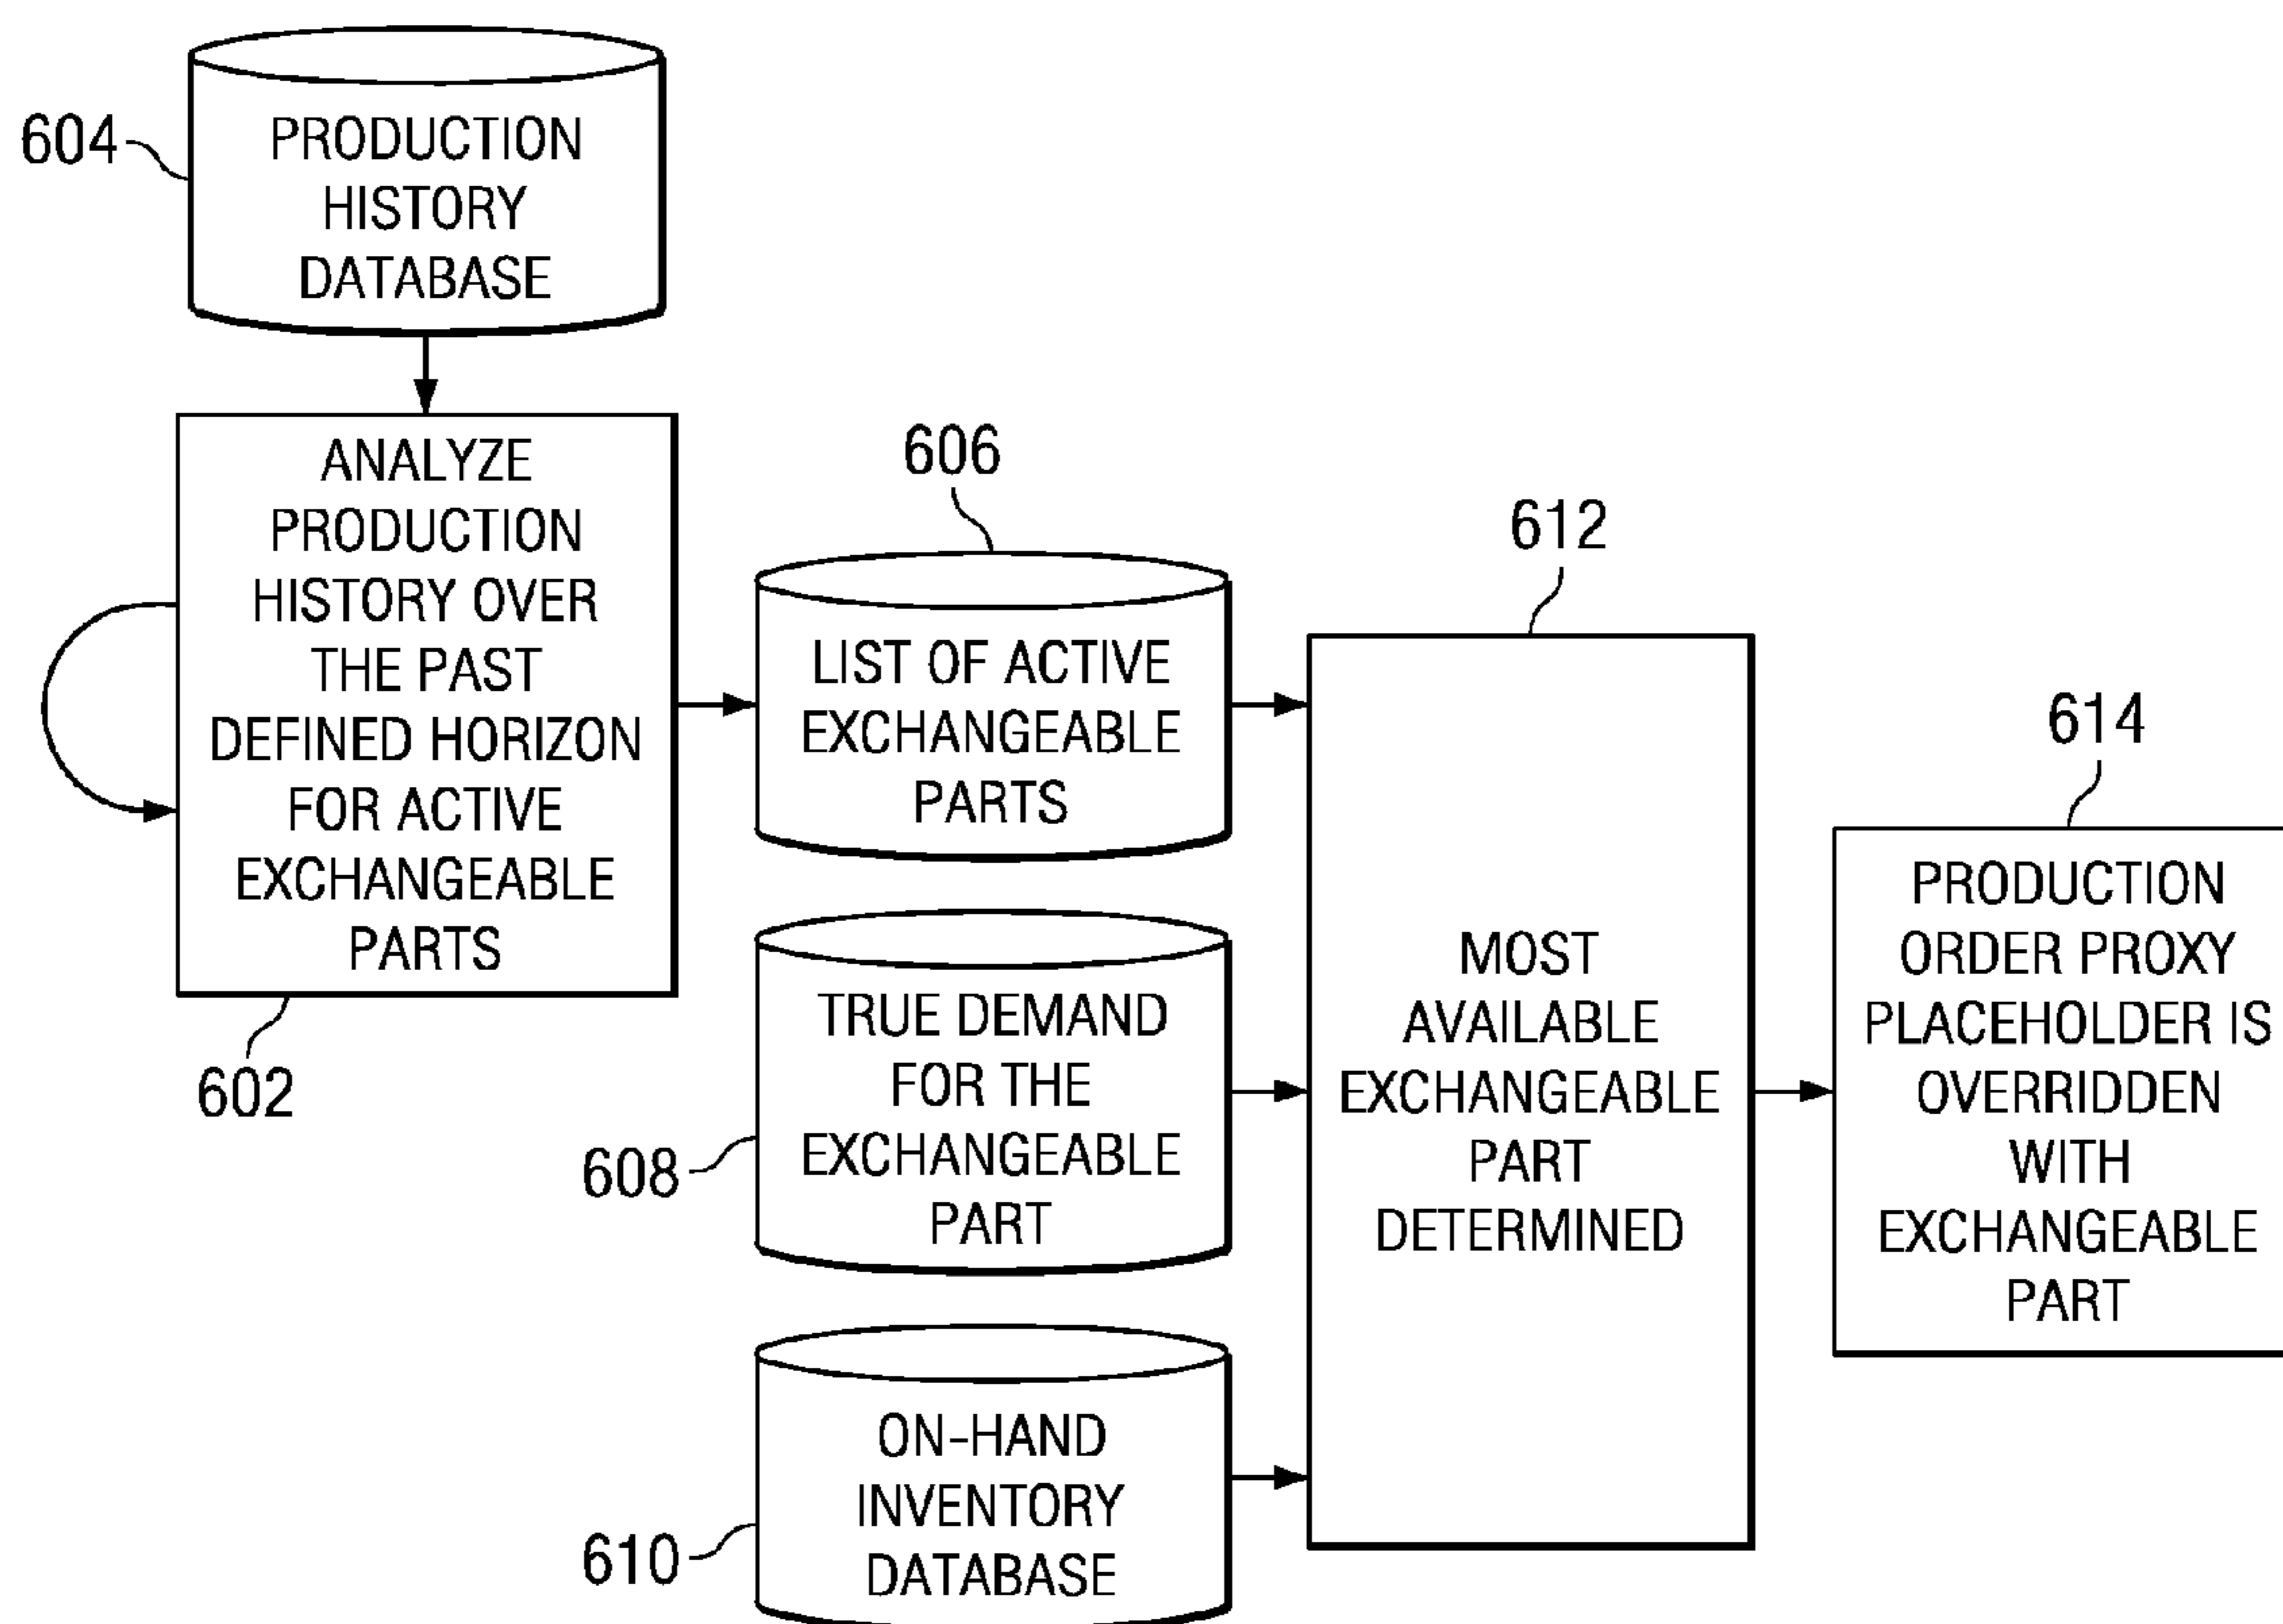 604
PRODUCTION
HISTORY
DATABASE
ANALYZE
PRODUCTION
HISTORY OVER
THE PAST
DEFINED HORIZON
FOR ACTIVE
EXCHANGEABLE
PARTS
602
606
LIST OF ACTIVE
EXCHANGEABLE
PARTS
TRUE DEMAND
FOR THE
EXCHANGEABLE
PART
608
ON-HAND
INVENTORY
DATABASE
610
612
MOST
AVAILABLE
EXCHANGEABLE
PART
DETERMINED
614
PRODUCTION
ORDER PROXY
PLACEHOLDER IS
OVERRIDDEN
WITH
EXCHANGEABLE
PART